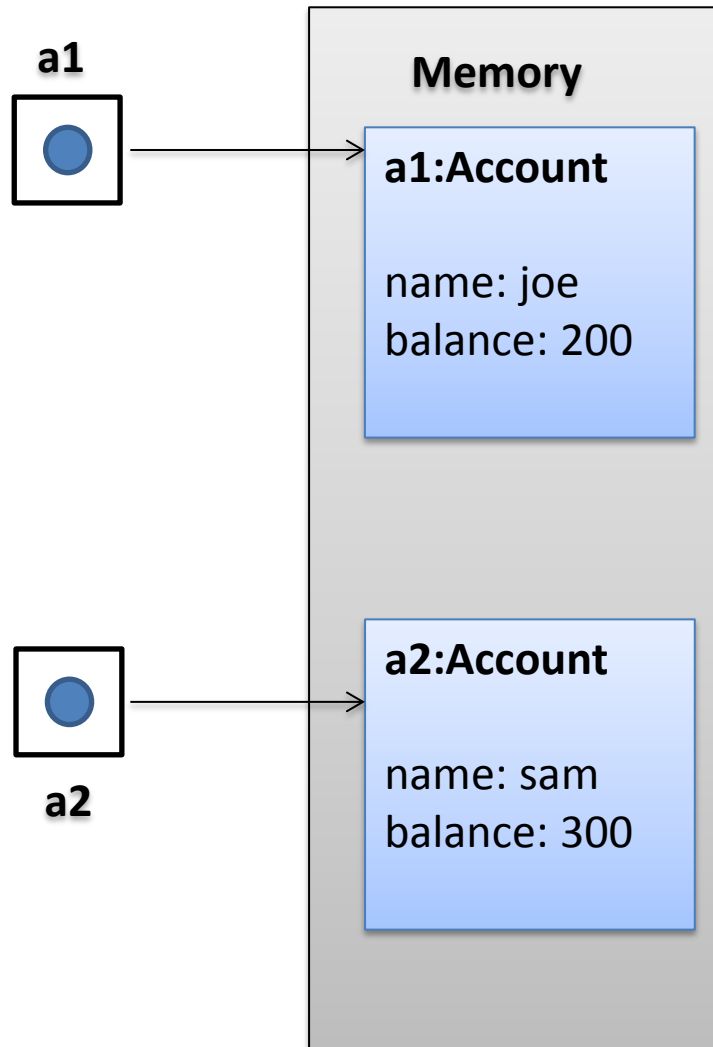 a1
Memory
a1:Account
name: joe
balance: 200
a2:Account
name: sam
balance: 300
a2